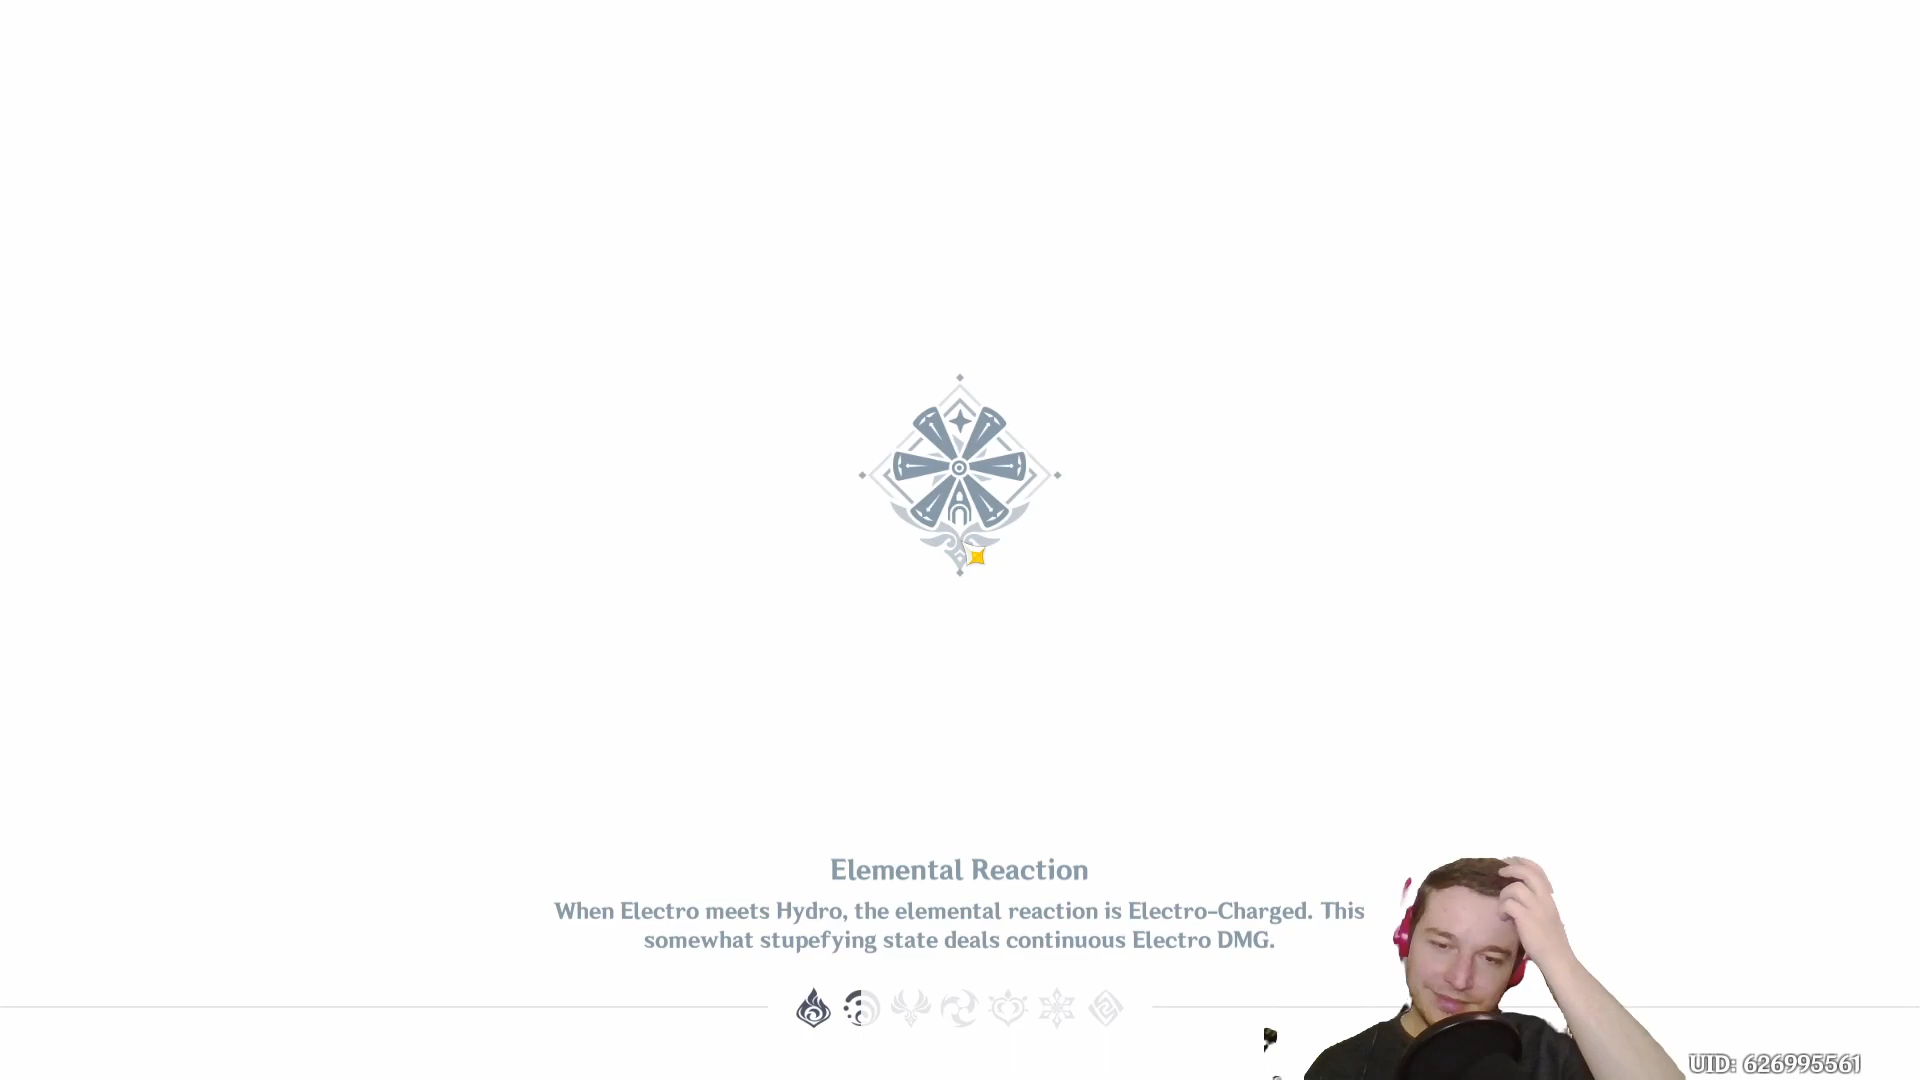 Elemental Reaction
When Electro meets Hydro, the elemental reaction is Electro-Charged. This
somewhat stupefying state deals continuous Electro DMG.
UID: 626995561